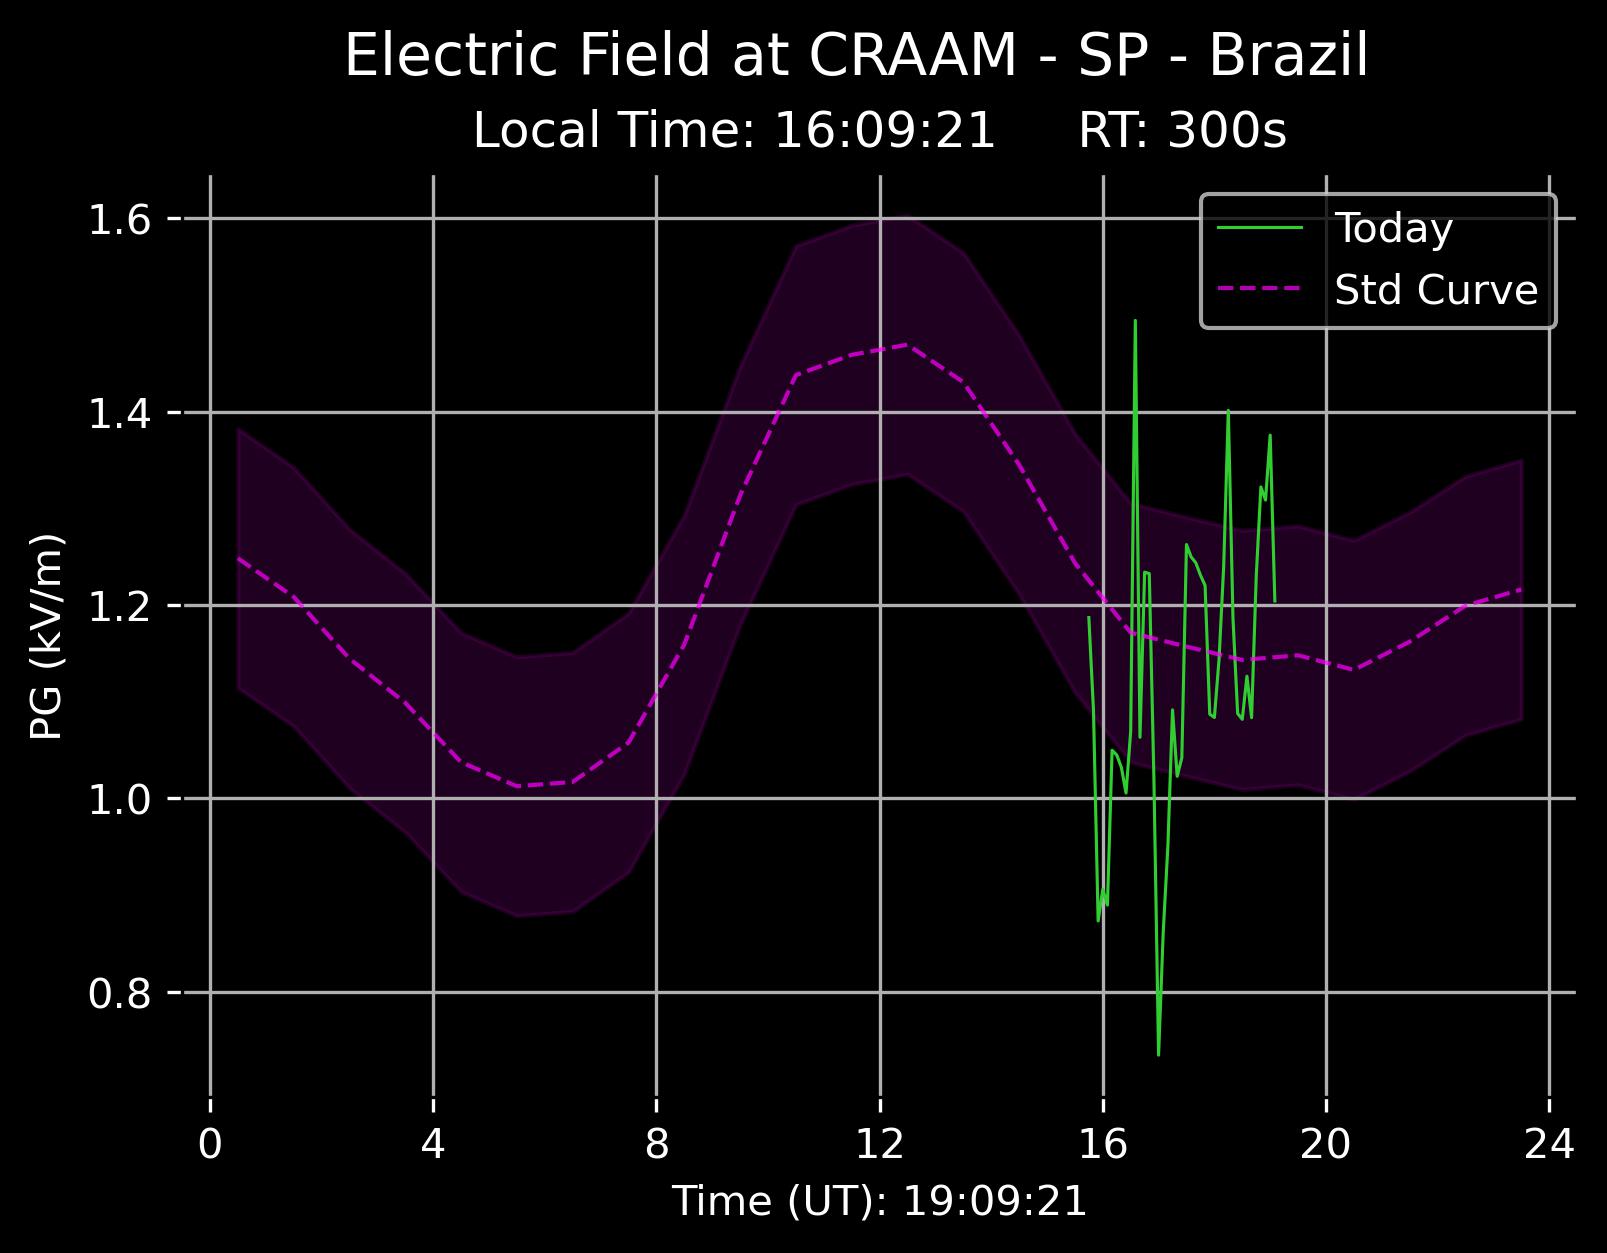 Electric Field at CRAAM - SP - Brazil
Local Time: 16:09:21 RT: 300s
Today
Std Curve
PG (kV/m)
1.6
1.4
1.2
1.0
0.8
0 4 8 12 16 20 24
Time (UT): 19:09:21